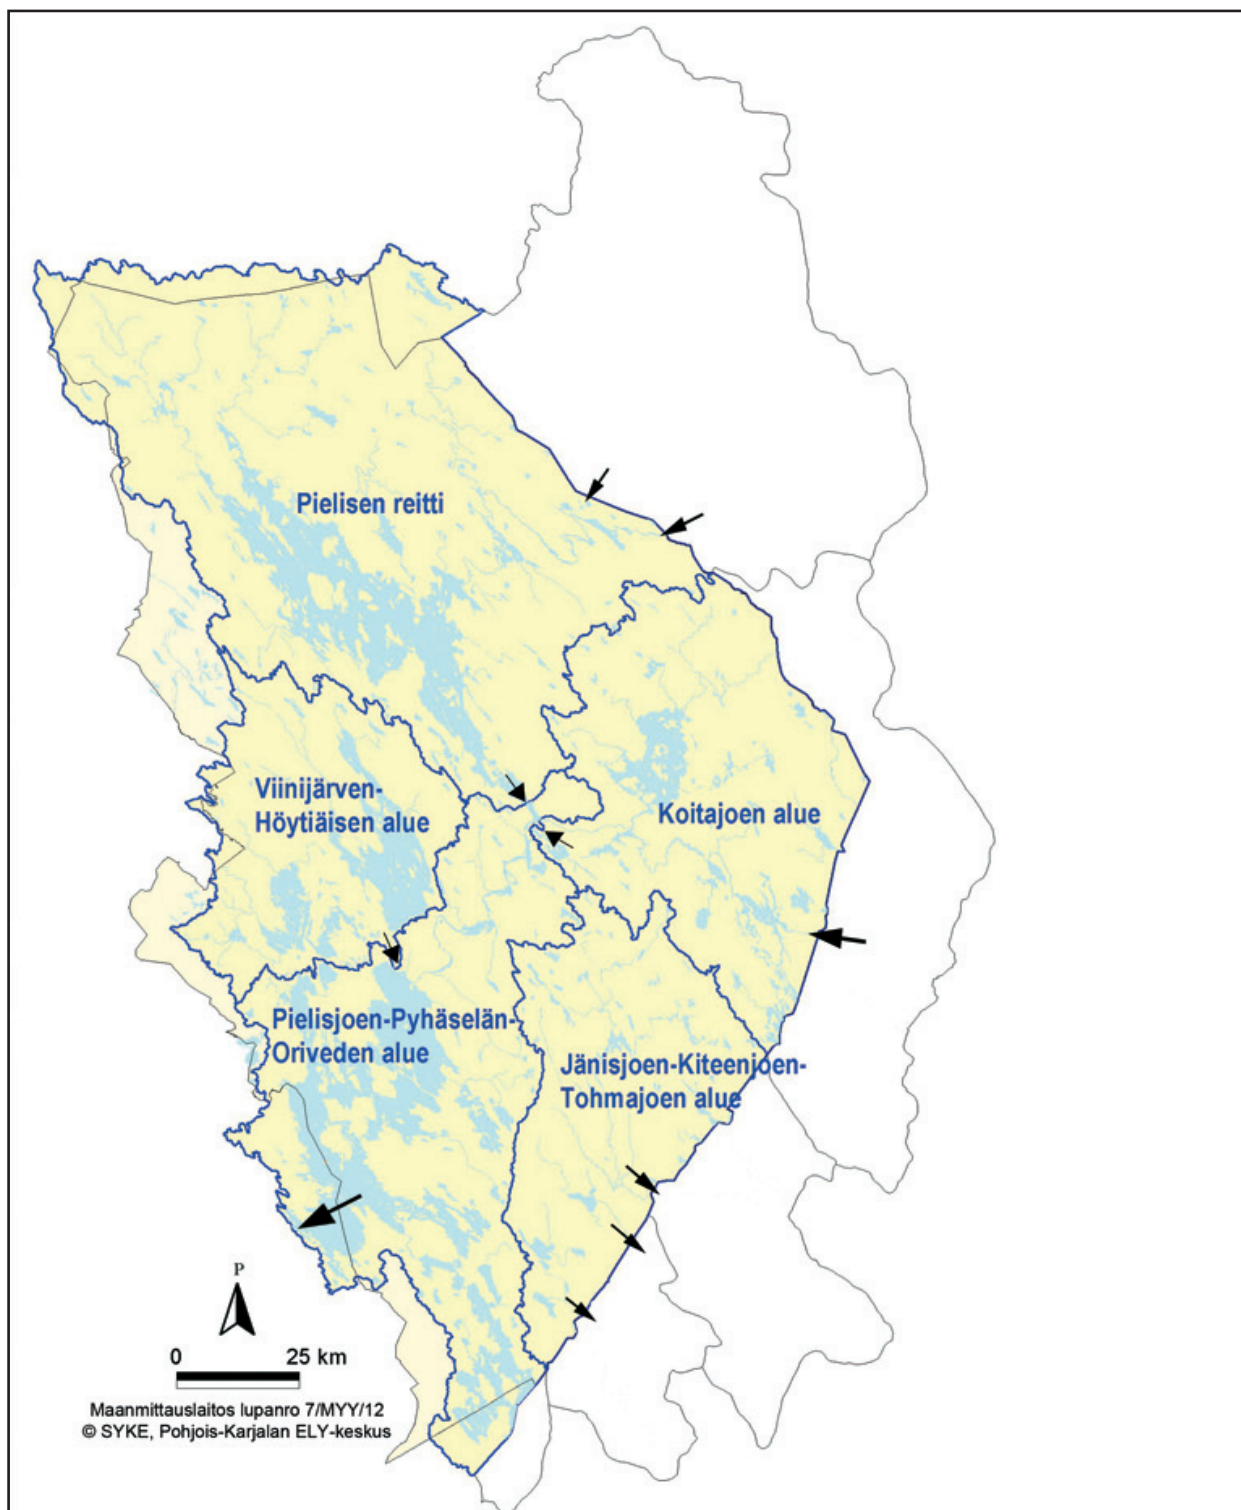 Pielisen reitti
Viinijärven-
Höytiäisen alue
Koitajoen alue
Pielisjoen-Pyhäselän-
Oriveden alue
Jänisjoen-Kiteenjoen-
Tohmajoen alue
P
0 25 km
Maanmittauslaitos lupanro 7/MYY/12
© SYKE, Pohjois-Karjalan ELY-keskus